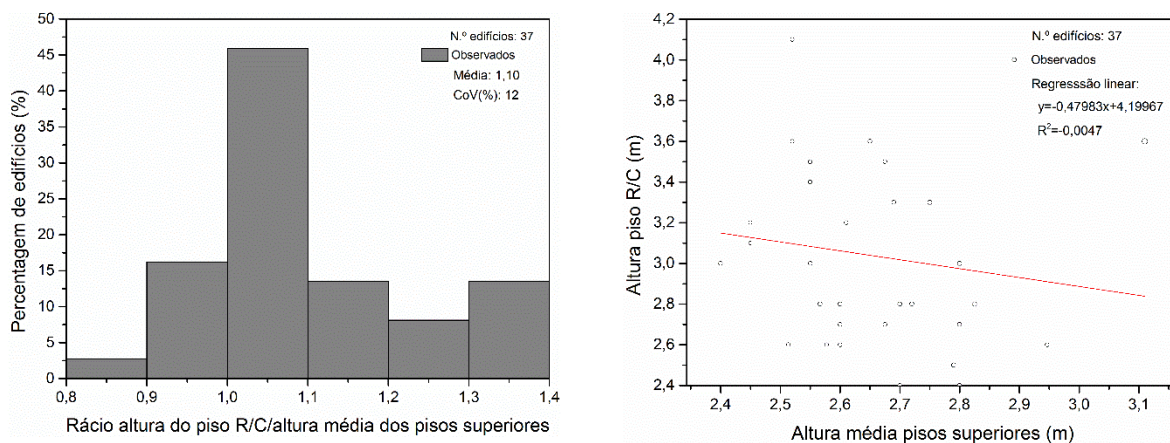 50
45
40
35
30
25
20
15
10
5
0
Percentagem de edifícios (%)
N.º edifícios: 37
Observados
Média: 1,10
CoV(%): 12
0,8 0,9 1,0 1,1 1,2 1,3 1,4
Rácio altura do piso R/C/altura média dos pisos superiores
4,2
4,0
3,8
3,6
3,4
3,2
3,0
2,8
2,6
2,4
Altura piso R/C (m)
N.º edifícios: 37
Observados
Regresssão linear:
y=-0,47983x+4,19967
R²=-0,0047
2,4 2,5 2,6 2,7 2,8 2,9 3,0 3,1
Altura média pisos superiores (m)